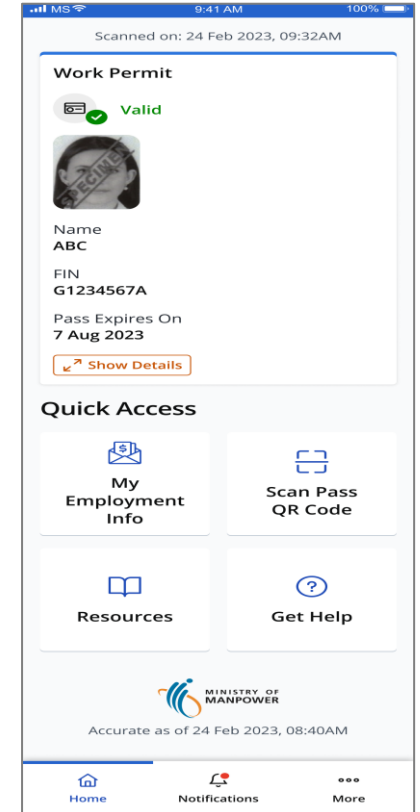 MS 9:41 AM 100%
Scanned on: 24 Feb 2023, 09:32AM
Work Permit
Valid
SPECIMEN
Name
ABC
FIN
G1234567A
Pass Expires On
7 Aug 2023
Show Details
Quick Access
My
Employment
Info
Scan Pass
QR Code
Resources
Get Help
MINISTRY OF
MANPOWER
Accurate as of 24 Feb 2023, 08:40AM
Home
Notifications
More